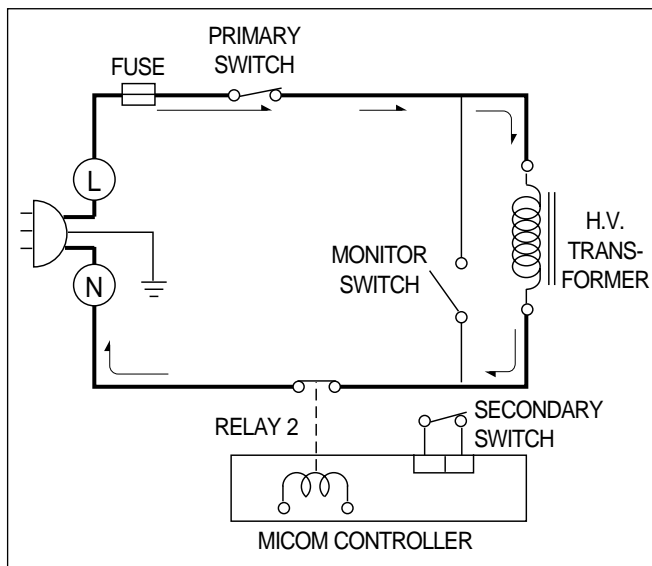 PRIMARY
SWITCH
FUSE
L
N
MONITOR
SWITCH
H.V.
TRANS-
FORMER
RELAY 2
SECONDARY
SWITCH
MICOM CONTROLLER